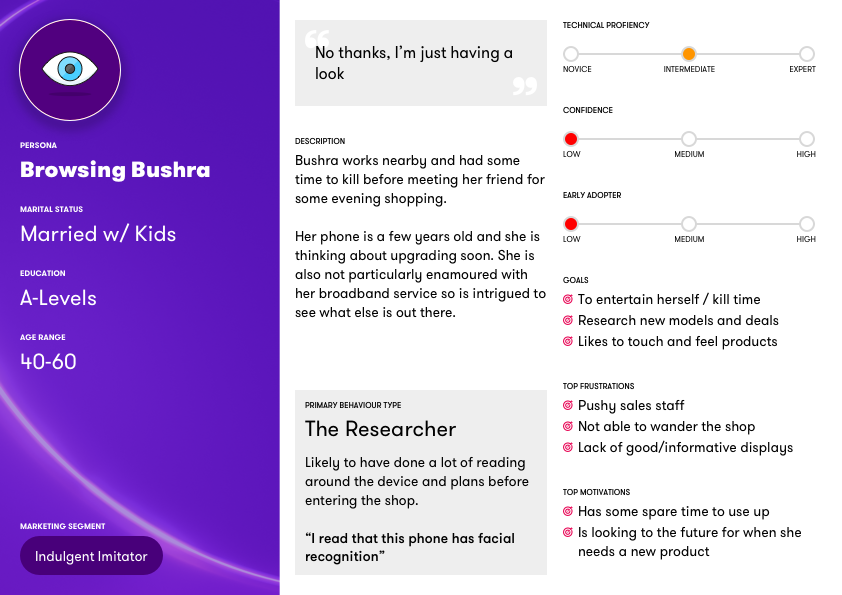 PERSONA
Browsing Bushra
MARITAL STATUS
Married w/ Kids
EDUCATION
A-Levels
AGE RANGE
40-60
MARKETING SEGMENT
Indulgent Imitator
“
No thanks, I’m just having a
look
”
DESCRIPTION
Bushra works nearby and had some
time to kill before meeting her friend for
some evening shopping.
Her phone is a few years old and she is
thinking about upgrading soon. She is
also not particularly enamoured with
her broadband service so is intrigued to
see what else is out there.
PRIMARY BEHAVIOUR TYPE
The Researcher
Likely to have done a lot of reading
around the device and plans before
entering the shop.
“I read that this phone has facial
recognition”
TECHNICAL PROFIENCY
NOVICE INTERMEDIATE EXPERT
CONFIDENCE
LOW MEDIUM HIGH
EARLY ADOPTER
LOW MEDIUM HIGH
GOALS
To entertain herself / kill time
Research new models and deals
Likes to touch and feel products
TOP FRUSTRATIONS
Pushy sales staff
Not able to wander the shop
Lack of good/informative displays
TOP MOTIVATIONS
Has some spare time to use up
Is looking to the future for when she
needs a new product